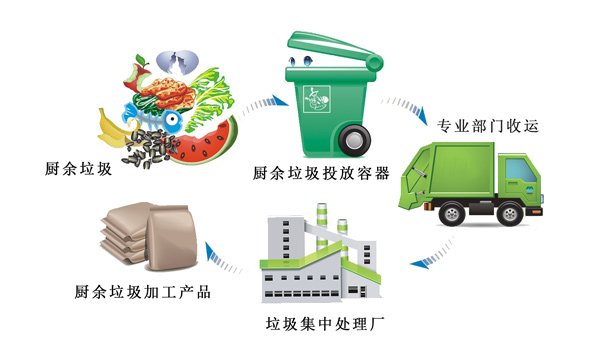 厨余垃圾
厨余垃圾投放容器
专业部门收运
垃圾集中处理厂
厨余垃圾加工产品